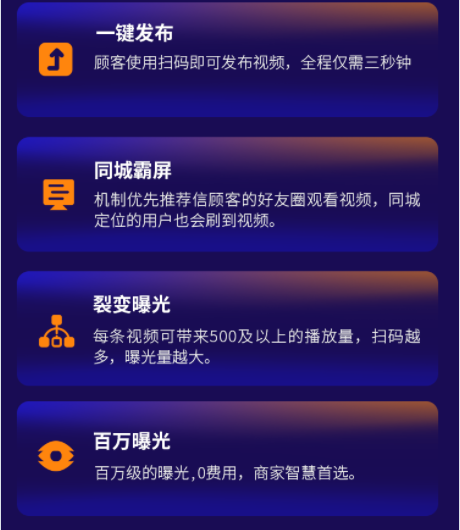 一键发布
顾客使用扫码即可发布视频，全程仅需三秒钟
同城霸屏
机制优先推荐信顾客的好友圈观看视频，同城
定位的用户也会刷到视频。
裂变曝光
每条视频可带来500及以上的播放量，扫码越
多，曝光量越大。
百万曝光
百万级的曝光,0费用，商家智慧首选。